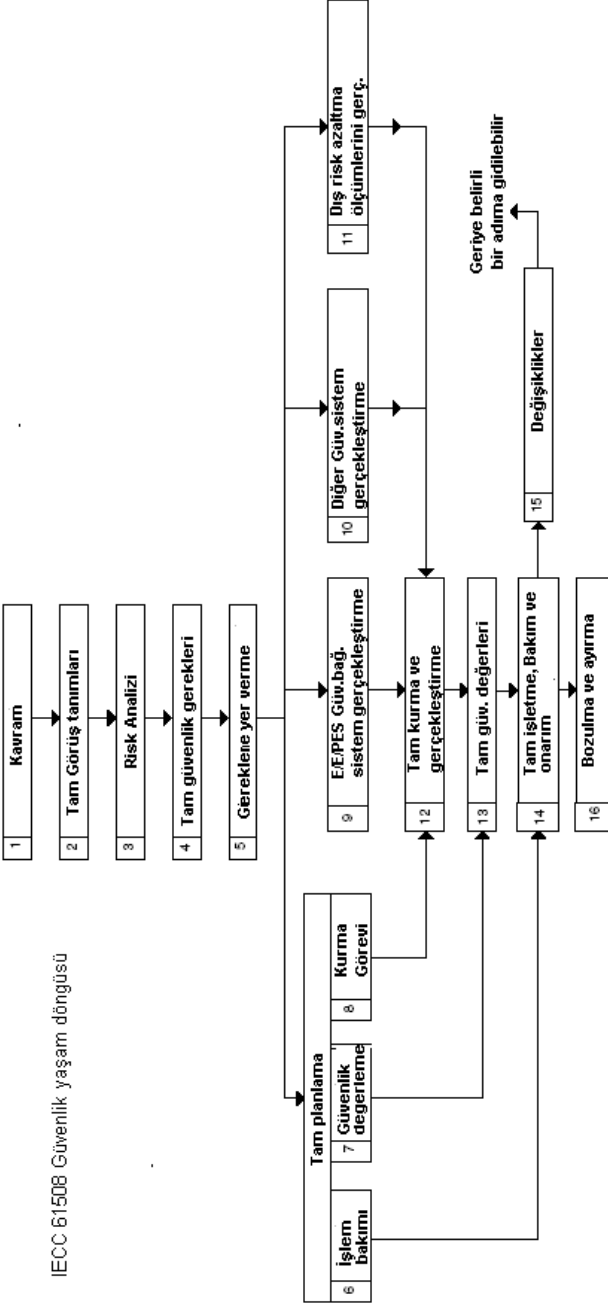 IECC 61508 Güvenlik yaşam döngüsü
1 Kavram
2 Tam Görüş tanımları
3 Risk Analizi
4 Tam güvenlik gerekleri
5 Gereklene yer verme
Tam planlama
6 İşlem
bakımı
7 Güvenlik
değerleme
8 Kurma
Görevi
9 E/E/PES Güv.bağ.
sistem gerçekleştirme
10 Diğer Güv.sistem
gerçekleştirme
11 Dış risk azaltma
ölçümlerini gerç.
12 Tam kurma ve
gerçekleştirme
13 Tam güv. değerleri
14 Tam işletme, Bakım ve
onarım
15 Değişiklikler
Geriye belirli
bir adıma gidilebilir
16 Bozulma ve ayırma